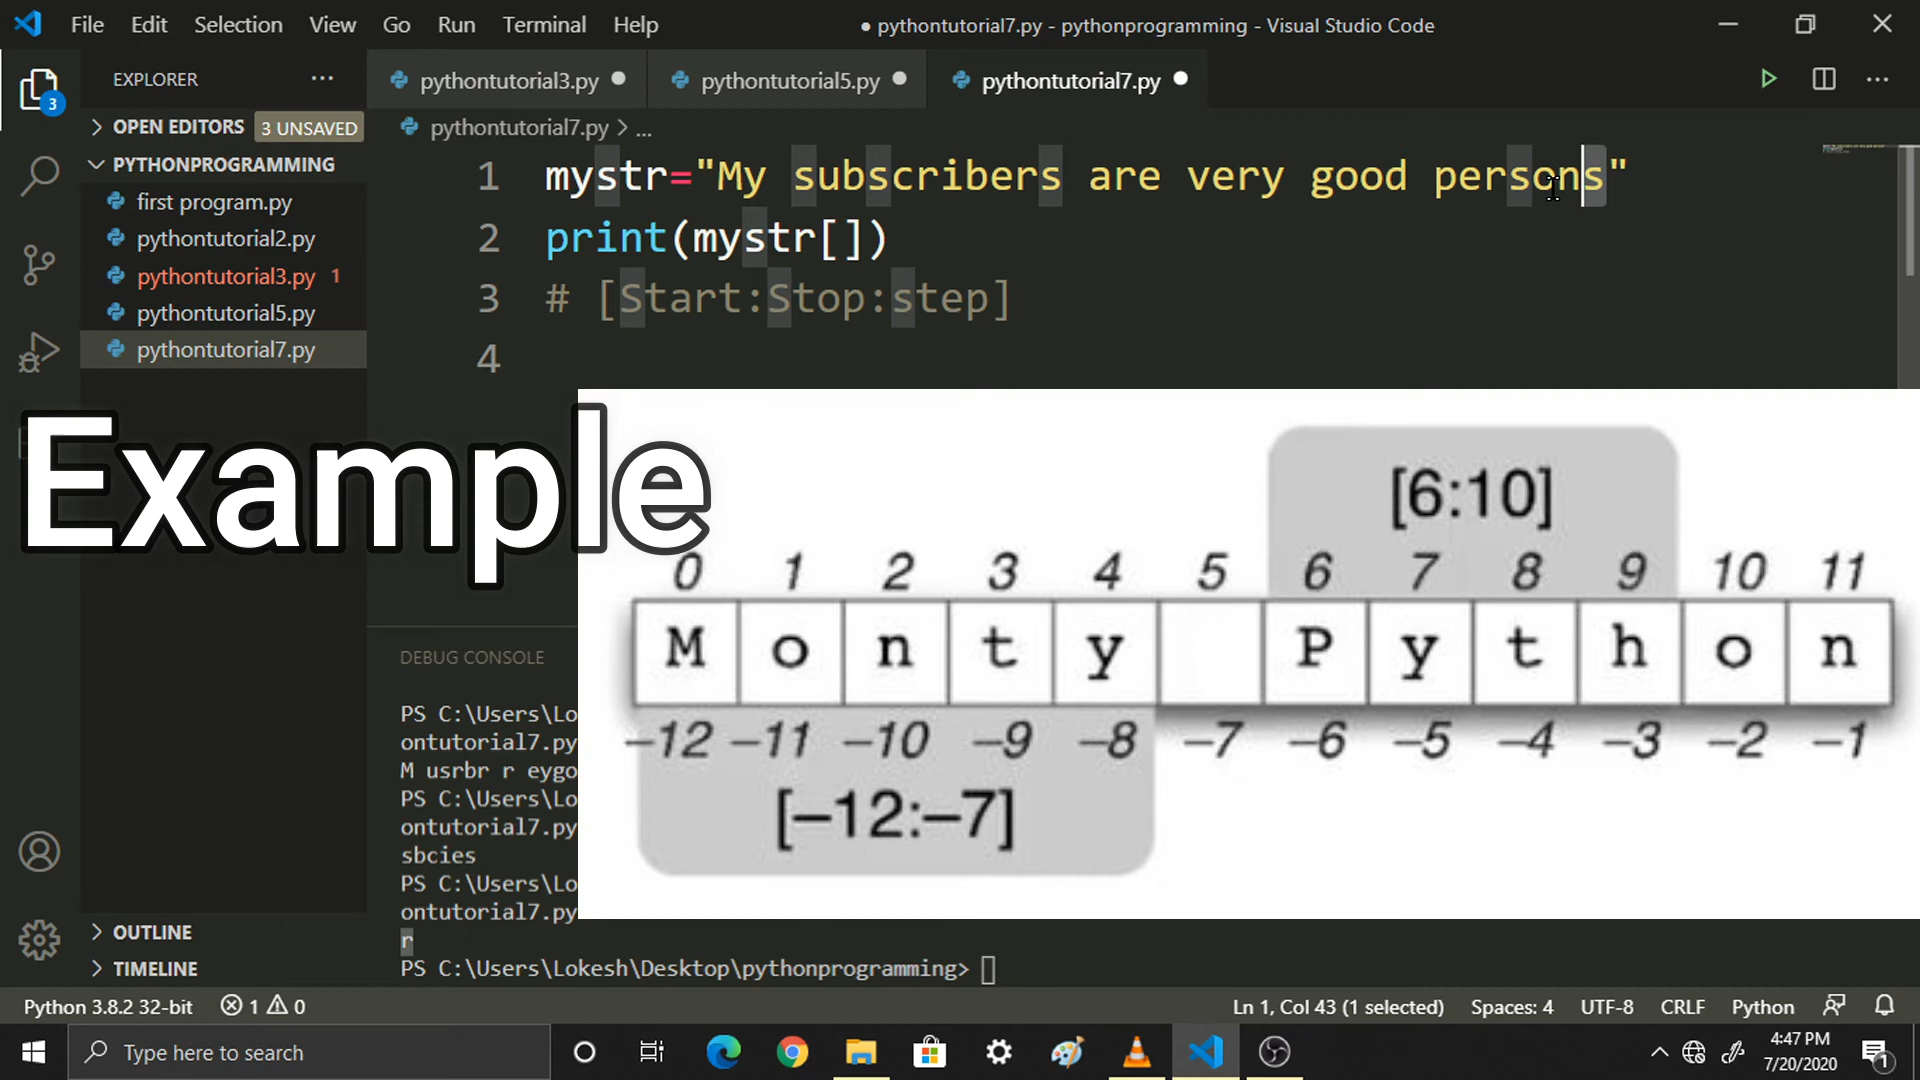 File Edit Selection View Go Run Terminal Help
● pythontutorial7.py - pythonprogramming - Visual Studio Code
EXPLORER
pythontutorial3.py
pythontutorial5.py
pythontutorial7.py
3
OPEN EDITORS 3 UNSAVED
pythontutorial7.py > ...
PYTHONPROGRAMMING
first program.py
pythontutorial2.py
pythontutorial3.py 1
pythontutorial5.py
pythontutorial7.py
1 mystr="My subscribers are very good persons"
2 print(mystr[])
3 # [Start:Stop:step]
4
Example
[6:10]
0 1 2 3 4 5 6 7 8 9 10 11
M o n t y P y t h o n
-12 -11 -10 -9 -8 -7 -6 -5 -4 -3 -2 -1
[-12:-7]
DEBUG CONSOLE
PS C:\Users\Lo
ontutorial7.py
M usrbr r eygo
PS C:\Users\Lo
ontutorial7.py
sbcies
PS C:\Users\Lo
ontutorial7.py
r
PS C:\Users\Lokesh\Desktop\pythonprogramming>
OUTLINE
TIMELINE
Python 3.8.2 32-bit 1 0
Ln 1, Col 43 (1 selected) Spaces: 4 UTF-8 CRLF Python
Type here to search
4:47 PM
7/20/2020
1